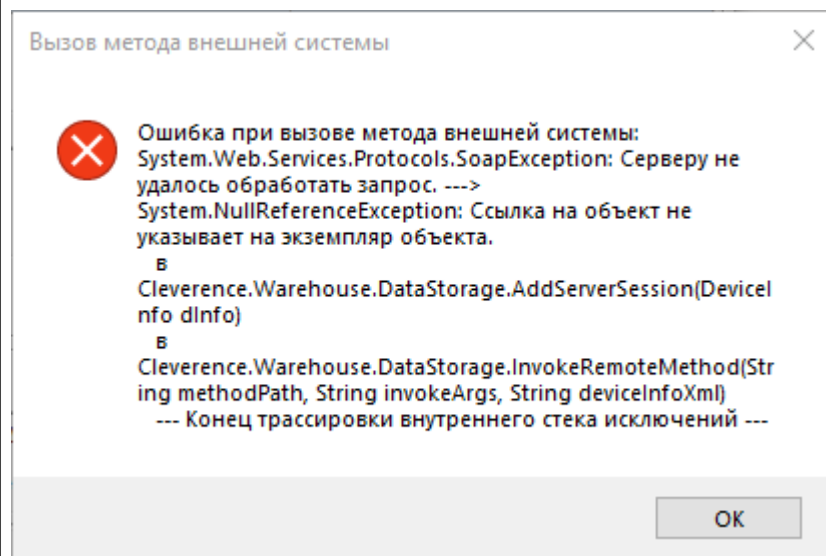 Вызов метода внешней системы
Ошибка при вызове метода внешней системы:
System.Web.Services.Protocols.SoapException: Серверу не
удалось обработать запрос. --->
System.NullReferenceException: Ссылка на объект не
указывает на экземпляр объекта.
в
Cleverence.Warehouse.DataStorage.AddServerSession(DeviceI
nfo dInfo)
в
Cleverence.Warehouse.DataStorage.InvokeRemoteMethod(Str
ing methodPath, String invokeArgs, String deviceInfoXml)
--- Конец трассировки внутреннего стека исключений ---
OK